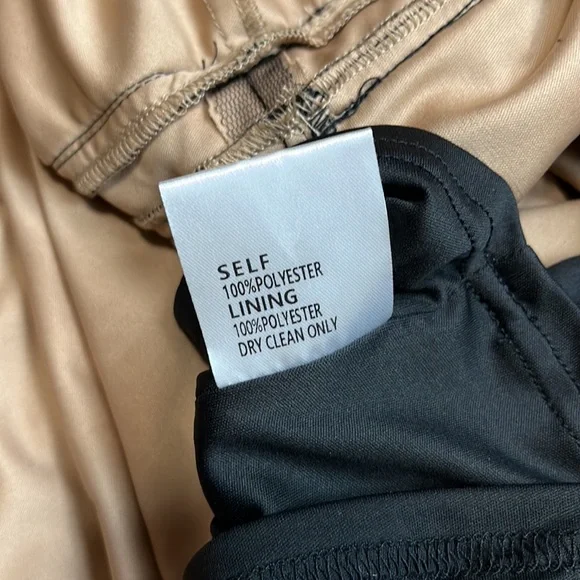 SELF
100%POLYESTER
LINING
100%POLYESTER
DRY CLEAN ONLY